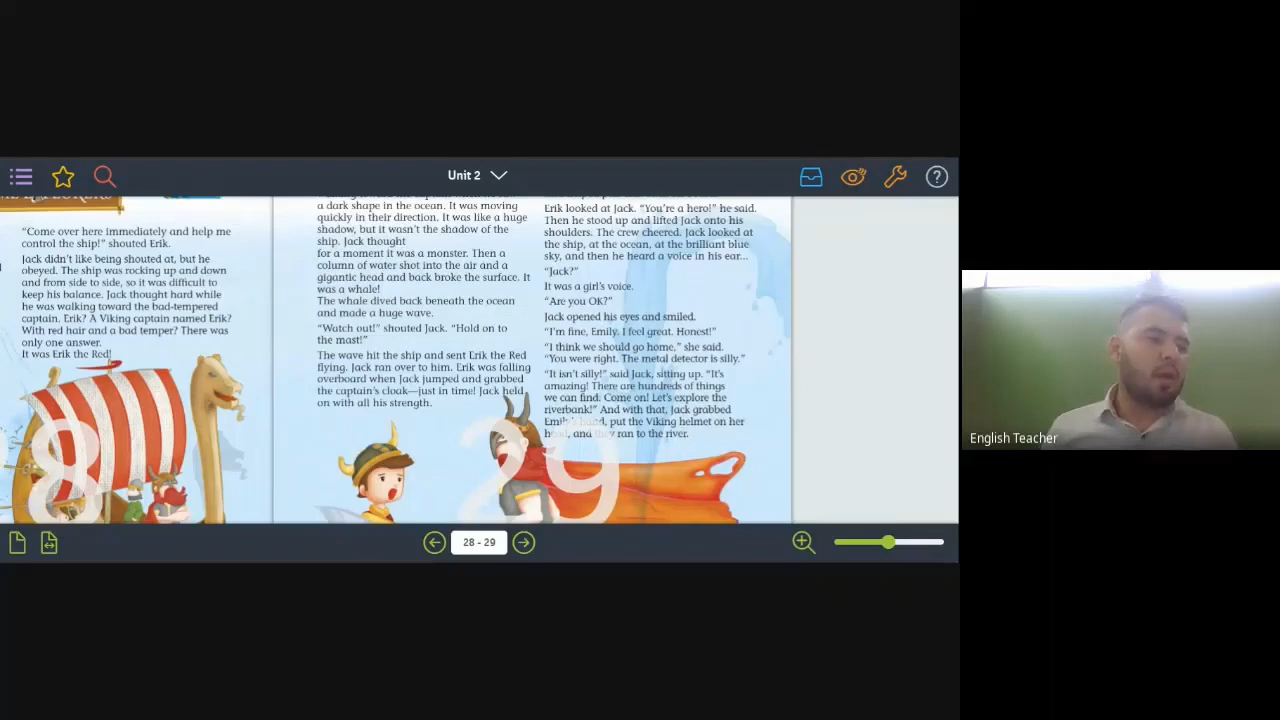 Unit 2
EXPLORERS
“Come over here immediately and help me
control the ship!” shouted Erik.
Jack didn’t like being shouted at, but he
obeyed. The ship was rocking up and down
and from side to side, so it was difficult to
keep his balance. Jack thought hard while
he was walking toward the bad-tempered
captain. Erik? A Viking captain named Erik?
With red hair and a bad temper? There was
only one answer.
It was Erik the Red!
8
a dark shape in the ocean. It was moving
quickly in their direction. It was like a huge
shadow, but it wasn’t the shadow of the
ship. Jack thought
for a moment it was a monster. Then a
column of water shot into the air and a
gigantic head and back broke the surface. It
was a whale!
The whale dived back beneath the ocean
and made a huge wave.
“Watch out!” shouted Jack. “Hold on to
the mast!”
The wave hit the ship and sent Erik the Red
flying. Jack ran over to him. Erik was falling
overboard when Jack jumped and grabbed
the captain’s cloak—just in time! Jack held
on with all his strength.
Erik looked at Jack. “You’re a hero!” he said.
Then he stood up and lifted Jack onto his
shoulders. The crew cheered. Jack looked at
the ship, at the ocean, at the brilliant blue
sky, and then he heard a voice in his ear...
“Jack?”
It was a girl’s voice.
“Are you OK?”
Jack opened his eyes and smiled.
“I’m fine, Emily. I feel great. Honest!”
“I think we should go home,” she said.
“You were right. The metal detector is silly.”
“It isn’t silly!” said Jack, sitting up. “It’s
amazing! There are hundreds of things
we can find. Come on! Let’s explore the
riverbank!” And with that, Jack grabbed
Emily’s hand, put the Viking helmet on her
head, and they ran to the river.
29
28 - 29
English Teacher